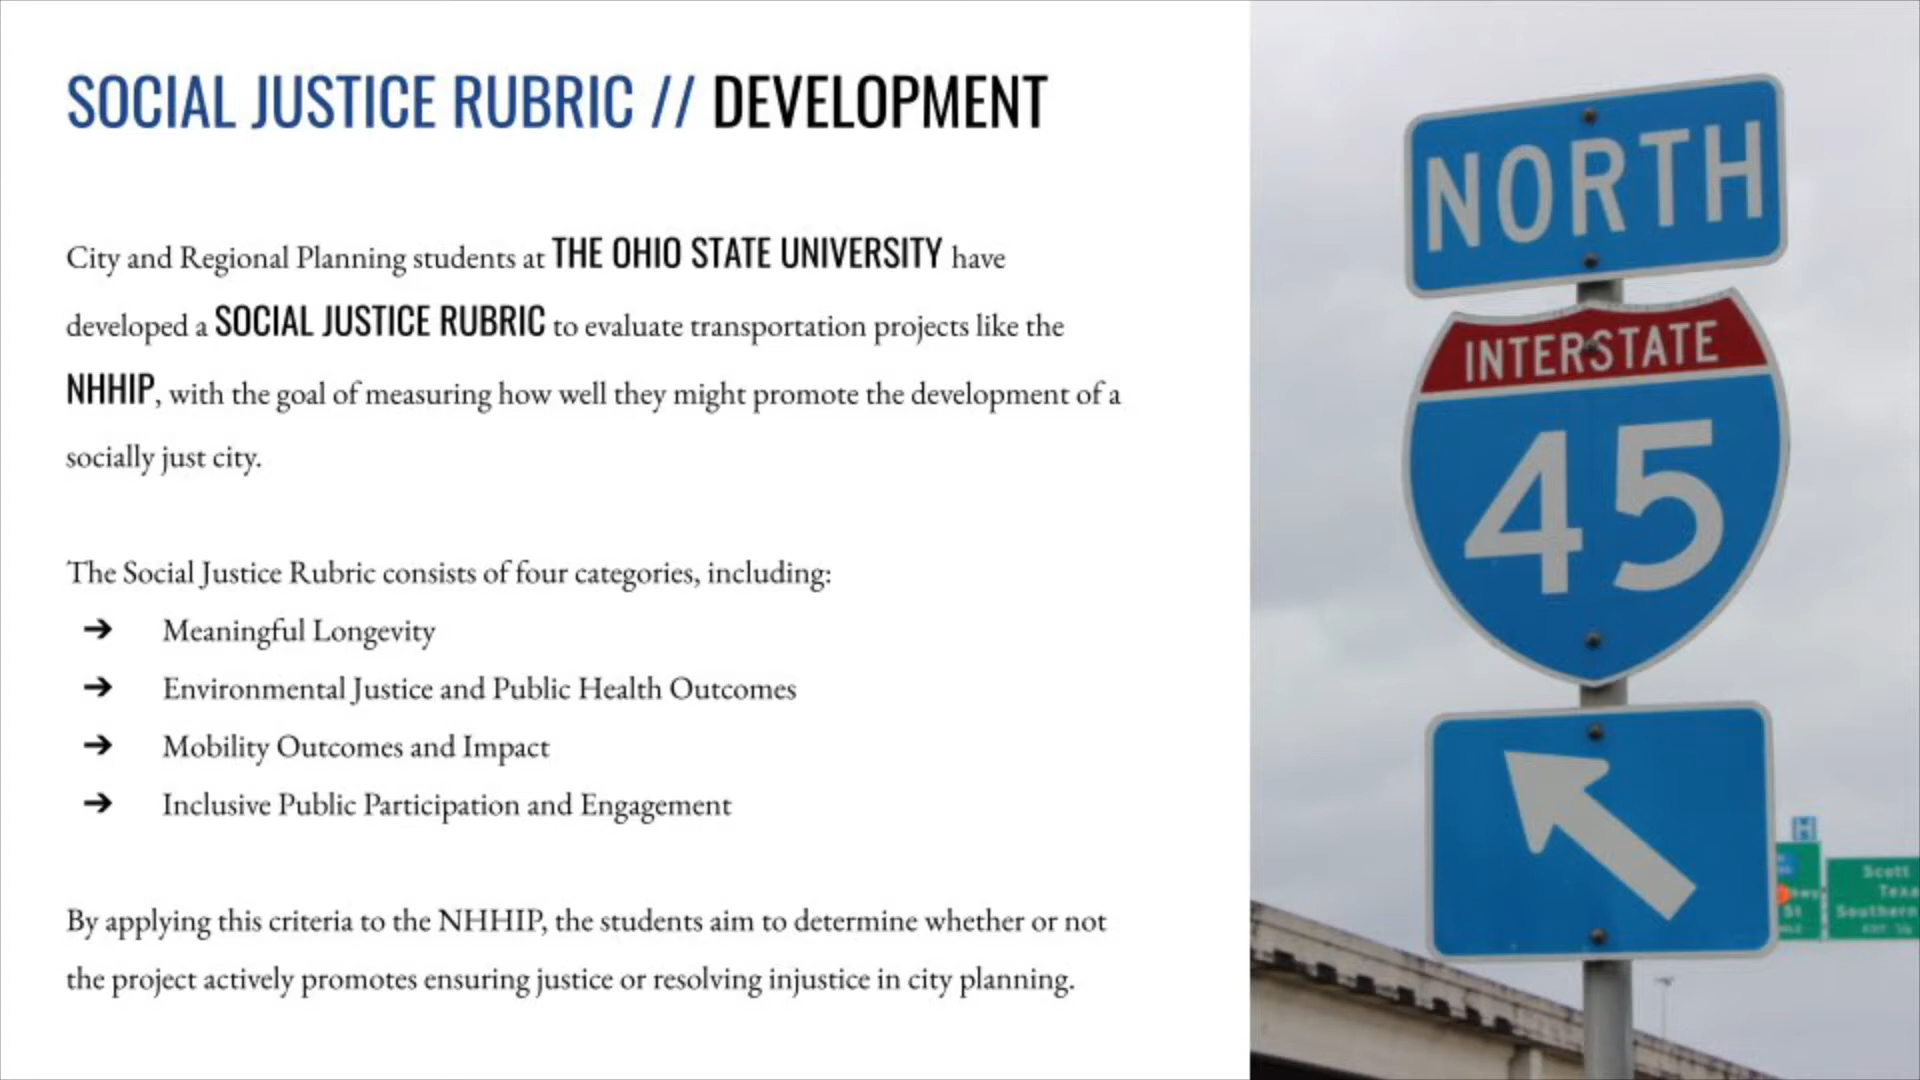 SOCIAL JUSTICE RUBRIC // DEVELOPMENT
City and Regional Planning students at THE OHIO STATE UNIVERSITY have
developed a SOCIAL JUSTICE RUBRIC to evaluate transportation projects like the
NHHIP, with the goal of measuring how well they might promote the development of a
socially just city.
The Social Justice Rubric consists of four categories, including:
➔ Meaningful Longevity
➔ Environmental Justice and Public Health Outcomes
➔ Mobility Outcomes and Impact
➔ Inclusive Public Participation and Engagement
By applying this criteria to the NHHIP, the students aim to determine whether or not
the project actively promotes ensuring justice or resolving injustice in city planning.
NORTH
INTERSTATE
45
H
St
Scott
Southern